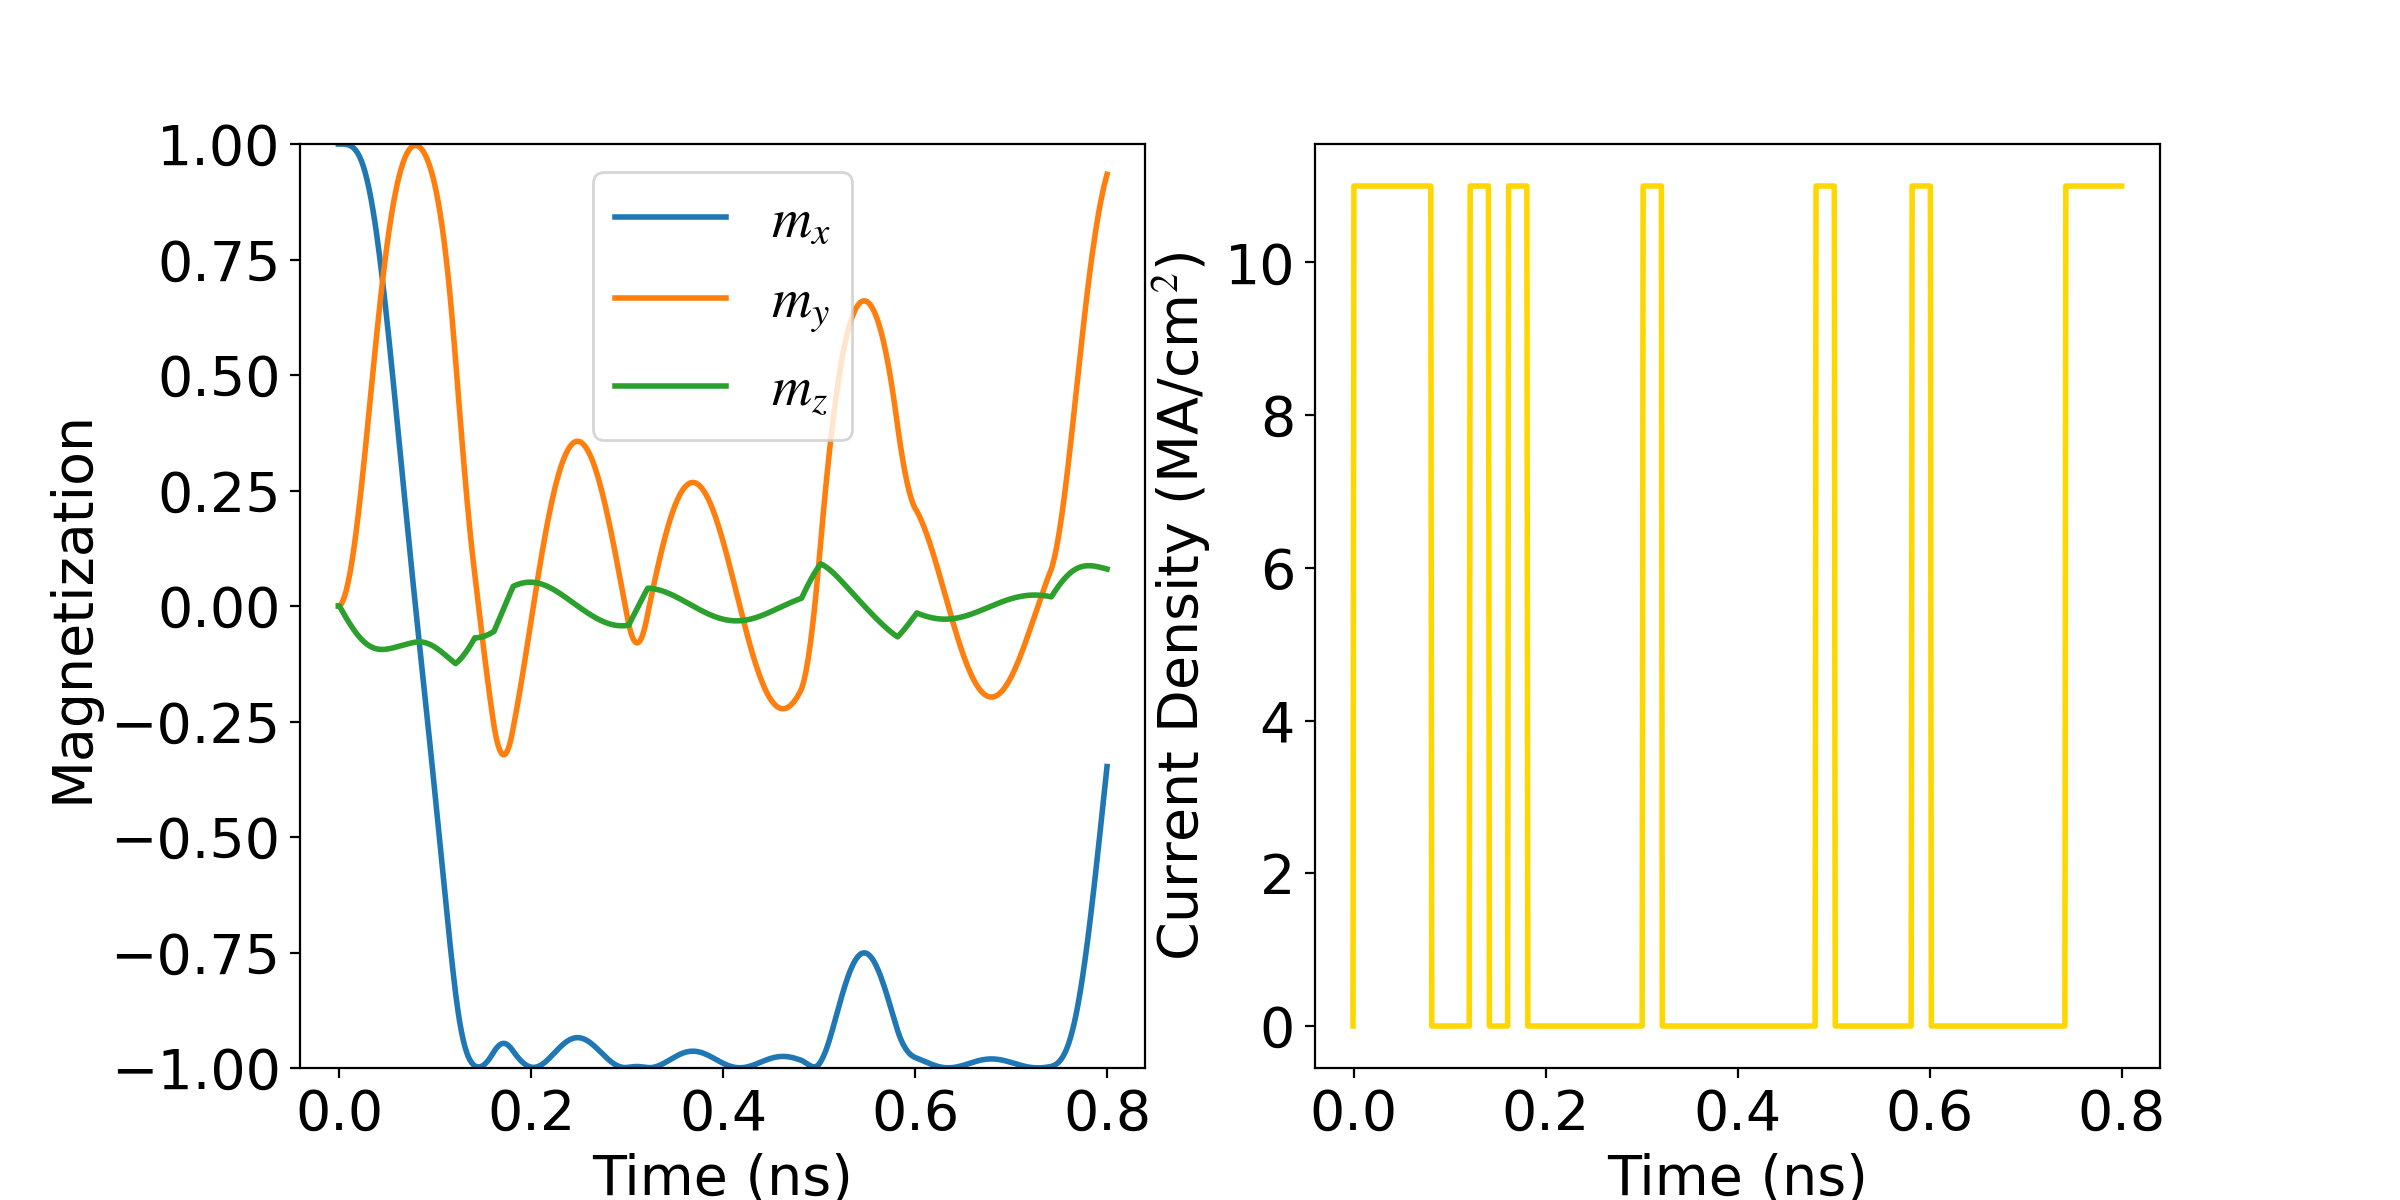 Magnetization
1.00
0.75
0.50
0.25
0.00
−0.25
−0.50
−0.75
−1.00
0.0 0.2 0.4 0.6 0.8
Time (ns)
m_x
m_y
m_z
Current Density (MA/cm²)
10
8
6
4
2
0
0.0 0.2 0.4 0.6 0.8
Time (ns)